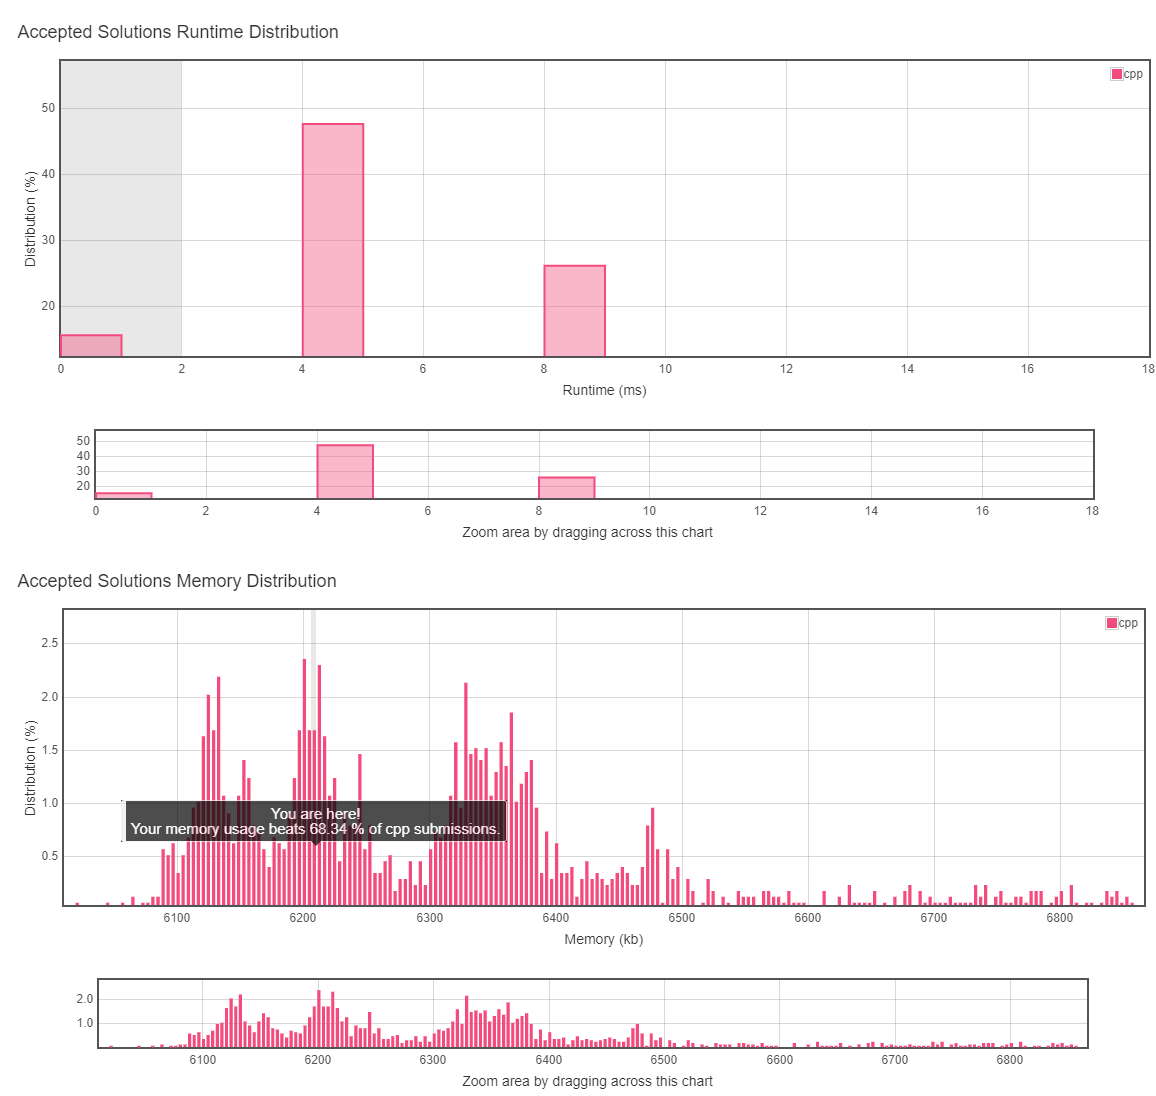 Accepted Solutions Runtime Distribution
cpp
50
40
30
20
Distribution (%)
0 2 4 6 8 10 12 14 16 18
Runtime (ms)
50
40
30
20
0 2 4 6 8 10 12 14 16 18
Zoom area by dragging across this chart
Accepted Solutions Memory Distribution
cpp
2.5
2.0
1.5
1.0
0.5
Distribution (%)
You are here!
Your memory usage beats 68.34 % of cpp submissions.
6100 6200 6300 6400 6500 6600 6700 6800
Memory (kb)
2.0
1.0
6100 6200 6300 6400 6500 6600 6700 6800
Zoom area by dragging across this chart